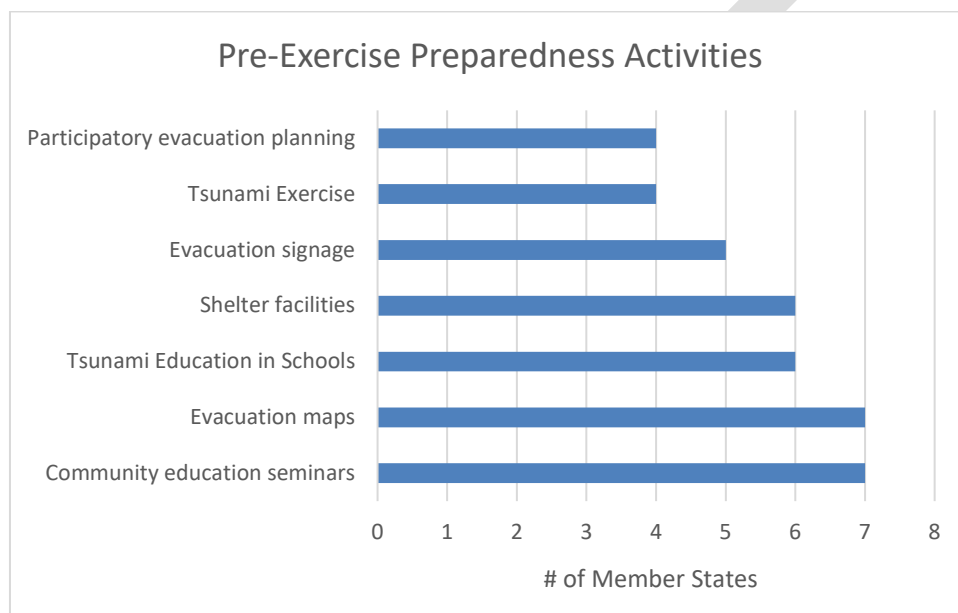 Pre-Exercise Preparedness Activities
Participatory evacuation planning
Tsunami Exercise
Evacuation signage
Shelter facilities
Tsunami Education in Schools
Evacuation maps
Community education seminars
0 1 2 3 4 5 6 7 8
# of Member States